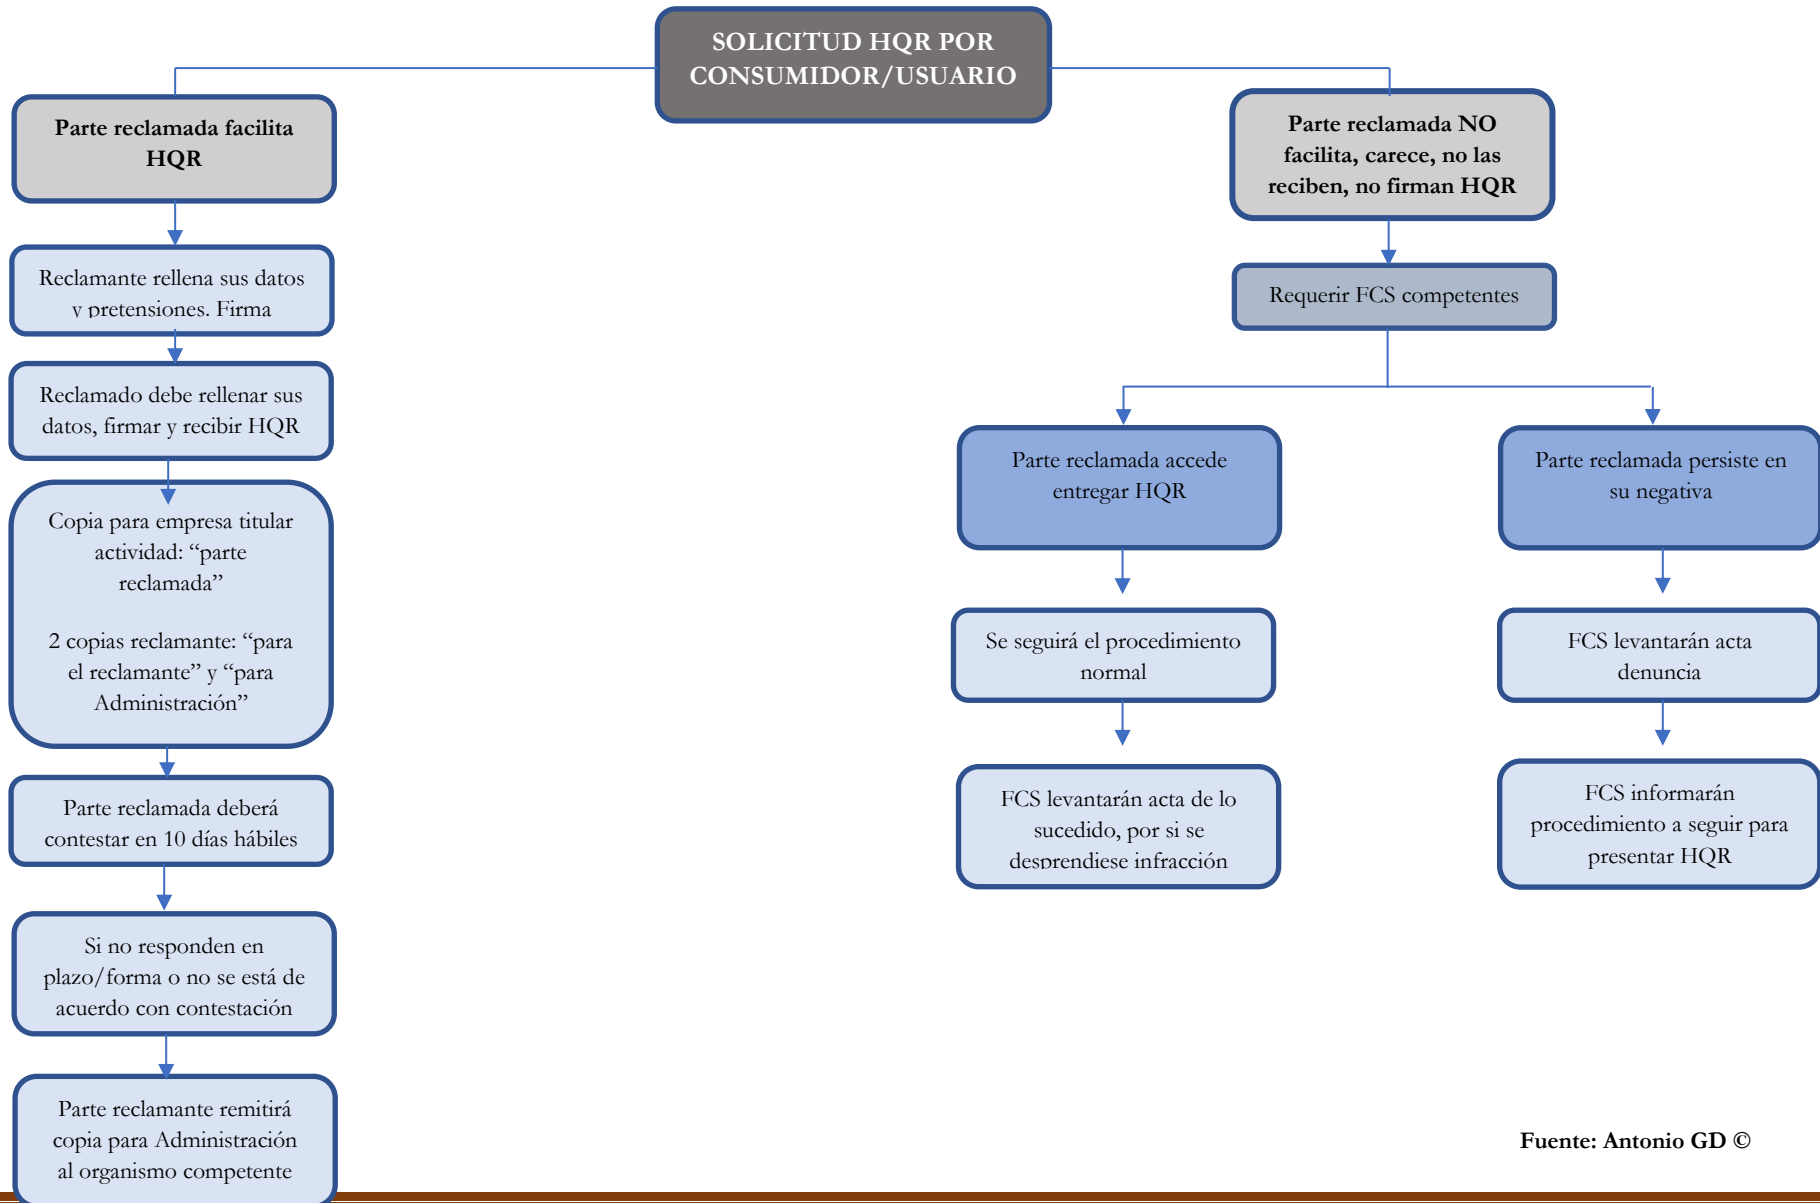 SOLICITUD HQR POR
CONSUMIDOR/USUARIO
Parte reclamada facilita
HQR
Reclamante rellena sus datos
y pretensiones. Firma
Reclamado debe rellenar sus
datos, firmar y recibir HQR
Copia para empresa titular
actividad: “parte
reclamada”
2 copias reclamante: “para
el reclamante” y “para
Administración”
Parte reclamada deberá
contestar en 10 días hábiles
Si no responden en
plazo/forma o no se está de
acuerdo con contestación
Parte reclamante remitirá
copia para Administración
al organismo competente
Parte reclamada NO
facilita, carece, no las
reciben, no firman HQR
Requerir FCS competentes
Parte reclamada accede
entregar HQR
Se seguirá el procedimiento
normal
FCS levantarán acta de lo
sucedido, por si se
desprendiese infracción
Parte reclamada persiste en
su negativa
FCS levantarán acta
denuncia
FCS informarán
procedimiento a seguir para
presentar HQR
Fuente: Antonio GD ©